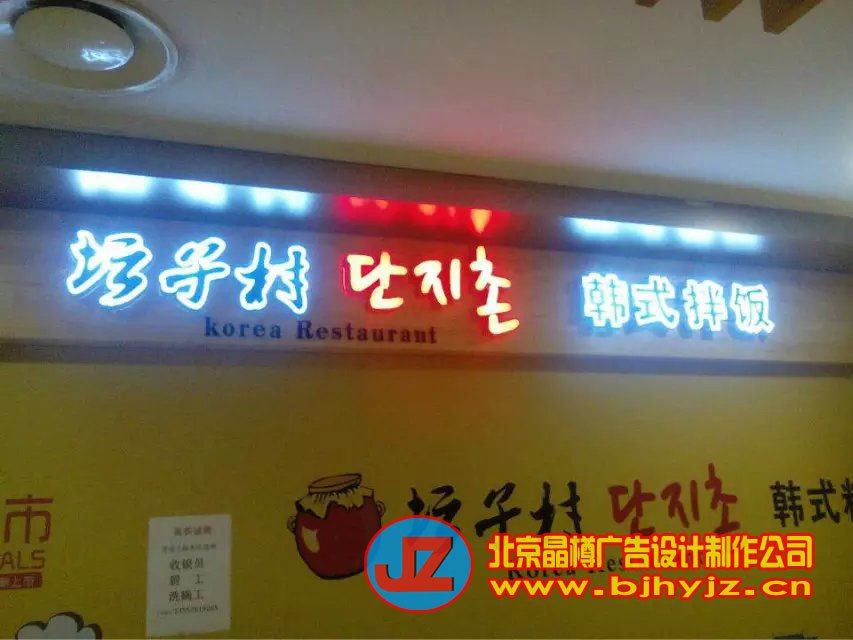 坛子村 단지촌 韩式拌饭
korea Restaurant
坛子村 단지촌 韩式
市
ALS
收银员
洗碗工
JZ 北京晶樽广告设计制作公司
www.bjhyjz.cn